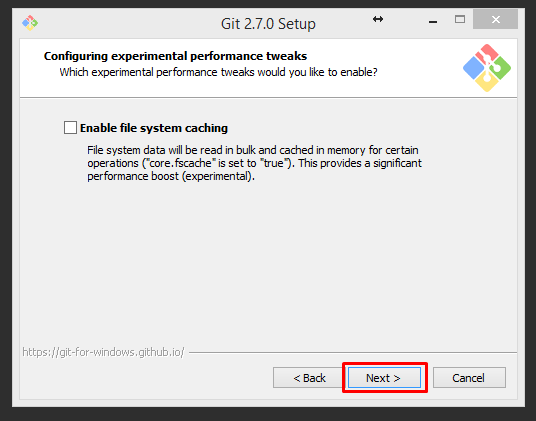 Git 2.7.0 Setup
Configuring experimental performance tweaks
Which experimental performance tweaks would you like to enable?
Enable file system caching
File system data will be read in bulk and cached in memory for certain
operations ("core.fscache" is set to "true"). This provides a significant
performance boost (experimental).
https://git-for-windows.github.io/
< Back
Next >
Cancel